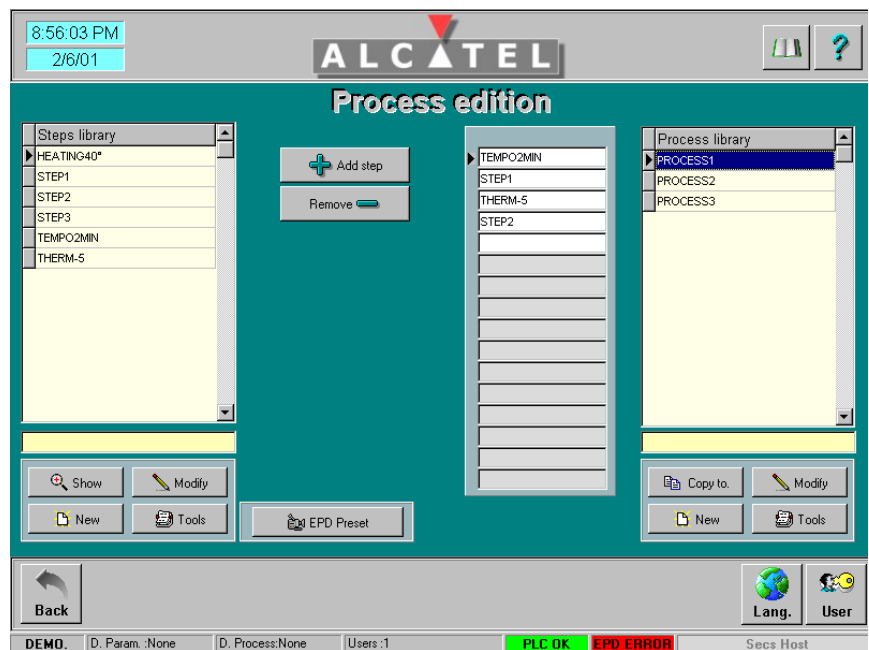 8:56:03 PM
2/6/01
ALCATEL
?
Process edition
Steps library
HEATING40°
STEP1
STEP2
STEP3
TEMPO2MIN
THERM-5
Add step
Remove
TEMPO2MIN
STEP1
THERM-5
STEP2
Process library
PROCESS1
PROCESS2
PROCESS3
Show
Modify
New
Tools
EPD Preset
Copy to.
Modify
New
Tools
Back
Lang.
User
DEMO.
D. Param. :None
D. Process:None
Users :1
PLC OK
EPD ERROR
Secs Host